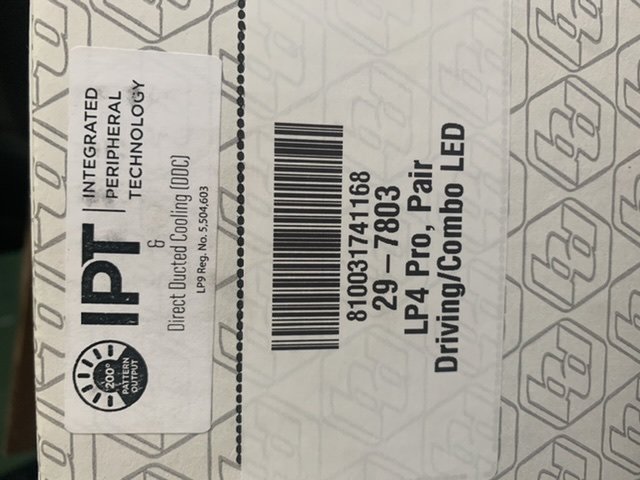 IPT
INTEGRATED
PERIPHERAL
TECHNOLOGY
200°
PATTERN
OUTPUT
&
Direct Ducted Cooling (DDC)
LP9 Reg. No. 5,504,603
810031741168
29-7803
LP4 Pro, Pair
Driving/Combo LED